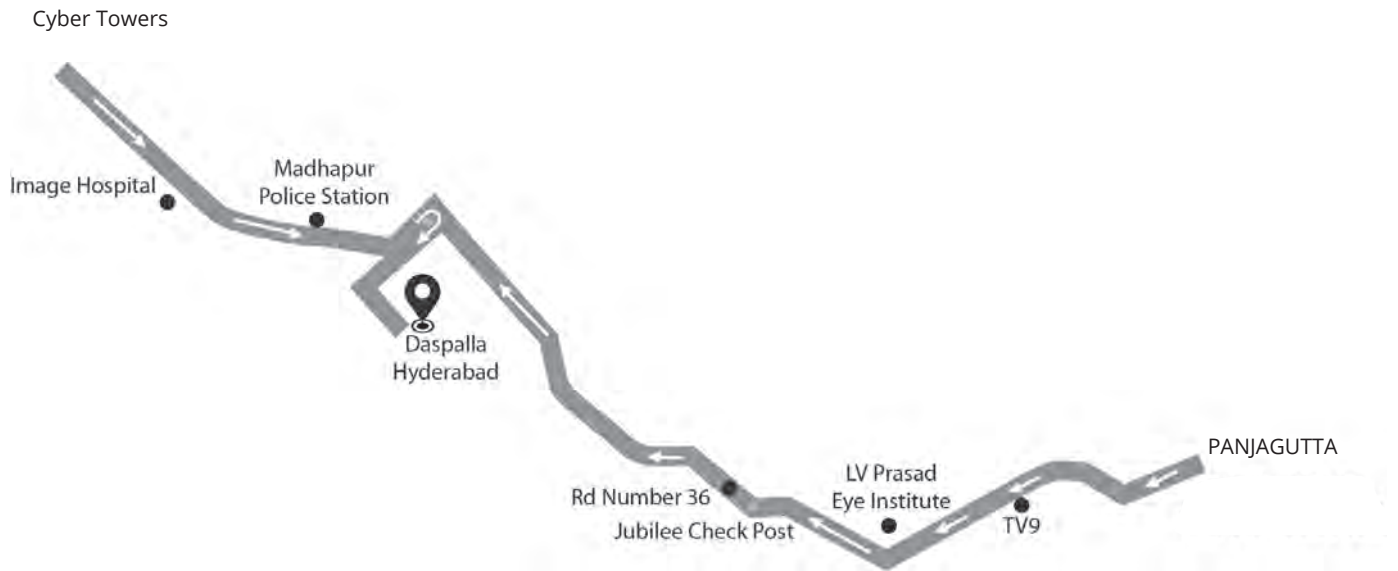 Cyber Towers
Image Hospital
Madhapur
Police Station
Daspalla
Hyderabad
PANJAGUTTA
LV Prasad
Eye Institute
TV9
Rd Number 36
Jubilee Check Post